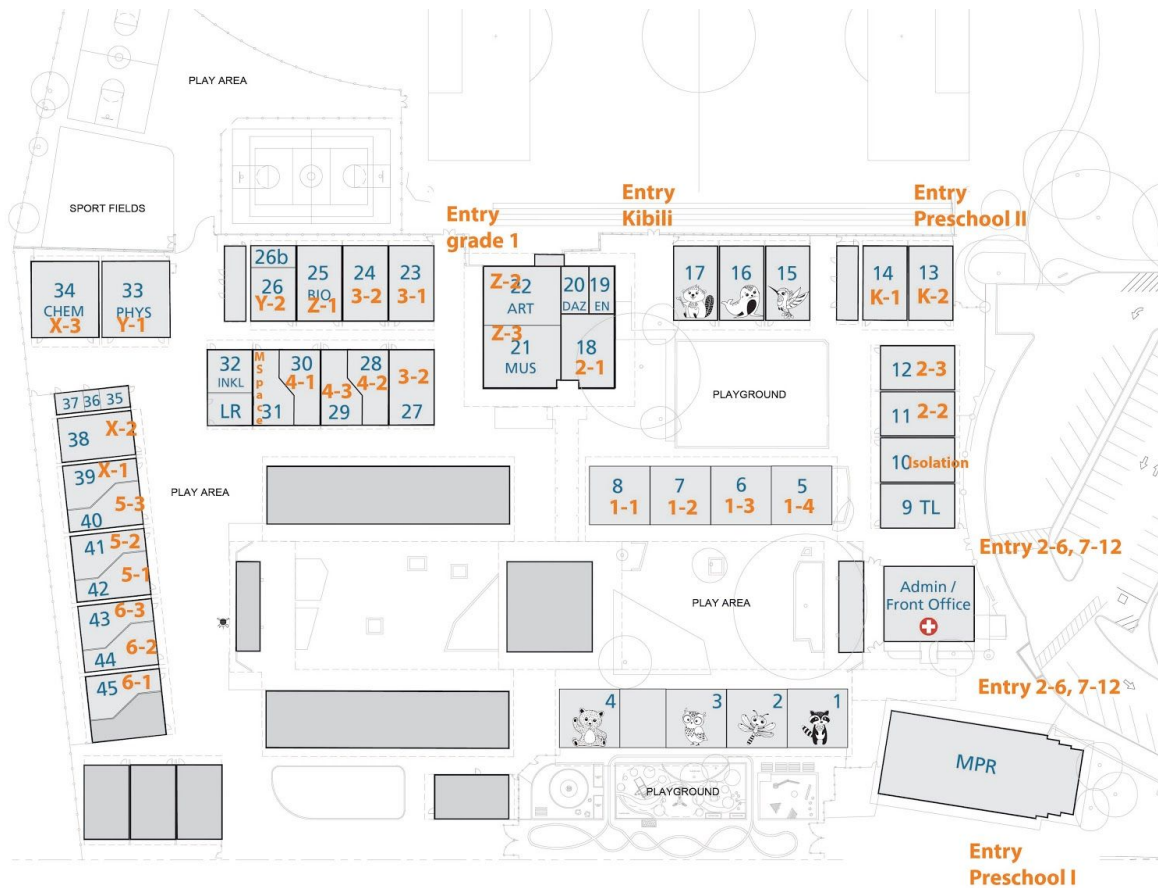 PLAY AREA
SPORT FIELDS
Entry
grade 1
Entry
Kibili
Entry
Preschool II
34
CHEM
X-3
33
PHYS
Y-1
26b
26
Y-2
25
BIO
Z-1
24
3-2
23
3-1
Z-2
22
ART
Z-3
21
MUS
20
DAZ
19
EN
18
2-1
17
16
15
14
K-1
13
K-2
32
INKL
LR
MSpace
31
30
4-1
4-3
29
28
4-2
3-2
27
PLAYGROUND
12 2-3
11 2-2
10 Isolation
9 TL
37 36 35
38 X-2
39 X-1
5-3
40
41 5-2
5-1
42
43 6-3
6-2
44
45 6-1
PLAY AREA
8
1-1
7
1-2
6
1-3
5
1-4
Entry 2-6, 7-12
Admin /
Front Office
PLAY AREA
Entry 2-6, 7-12
4
3
2
1
MPR
PLAYGROUND
Entry
Preschool I